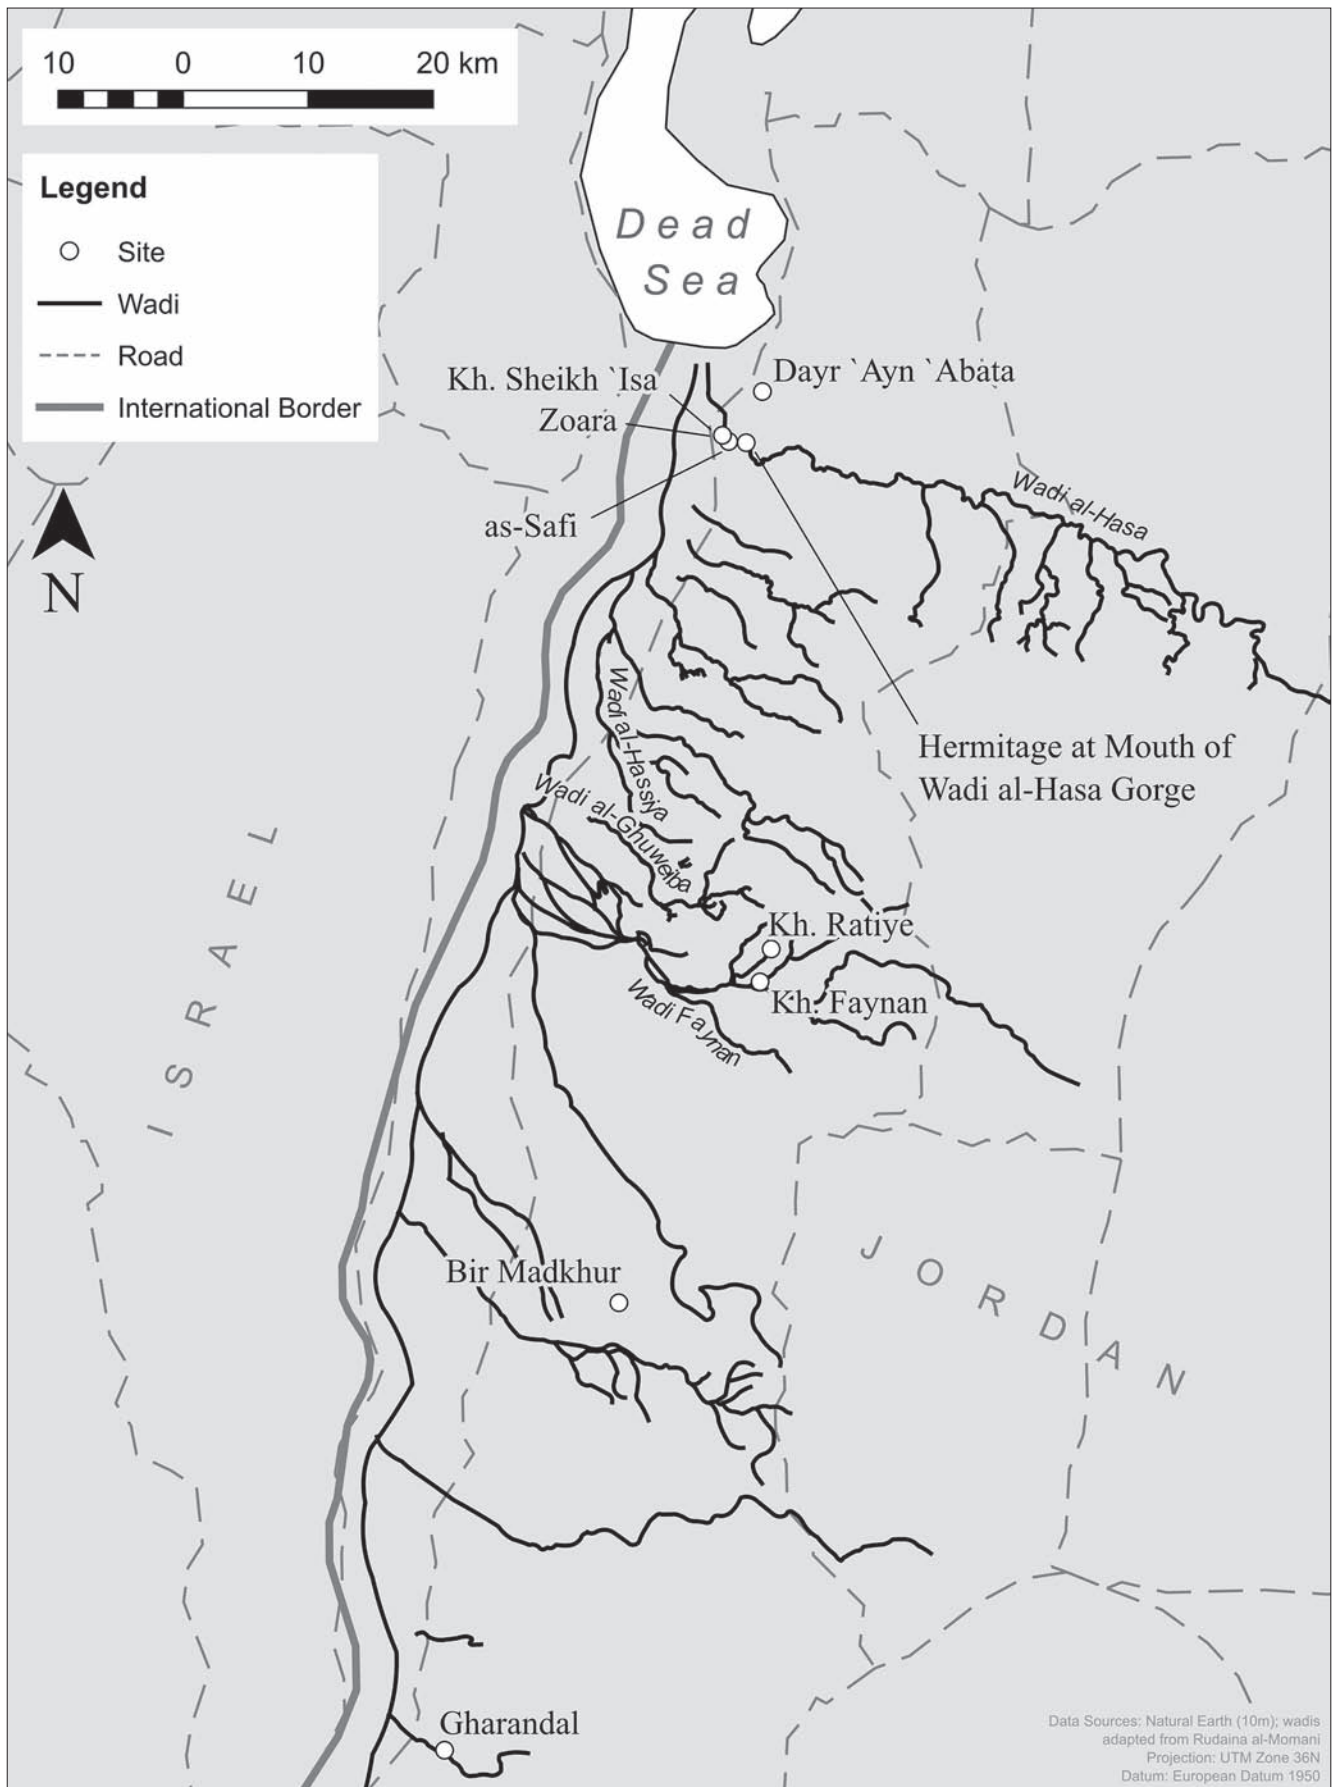 10 0 10 20 km
Legend
Site
Wadi
Road
International Border
Dead
Sea
Kh. Sheikh `Isa
Dayr `Ayn `Abata
Zoara
as-Safi
Wadi al-Hasa
N
Hermitage at Mouth of
Wadi al-Hasa Gorge
Wadi al-Hassiya
Wadi al-Ghuweiba
ISRAEL
Kh. Ratiye
Kh. Faynan
Wadi Faynan
JORDAN
Bir Madkhur
Gharandal
Data Sources: Natural Earth (10m); wadis
adapted from Rudaina al-Momani
Projection: UTM Zone 36N
Datum: European Datum 1950